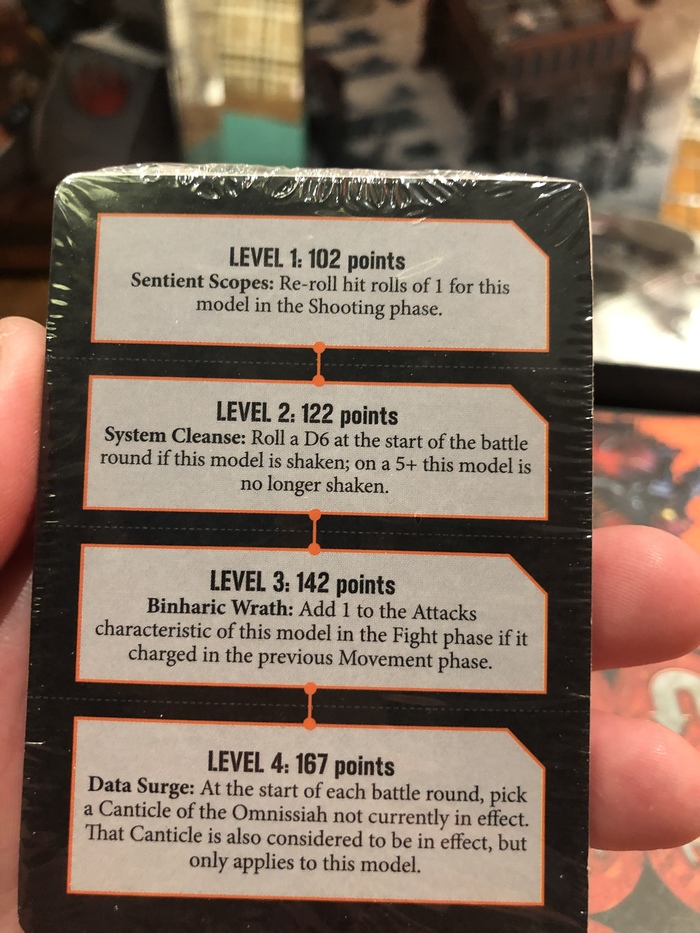 LEVEL 1: 102 points
Sentient Scopes: Re-roll hit rolls of 1 for this
model in the Shooting phase.
LEVEL 2: 122 points
System Cleanse: Roll a D6 at the start of the battle
round if this model is shaken; on a 5+ this model is
no longer shaken.
LEVEL 3: 142 points
Binharic Wrath: Add 1 to the Attacks
characteristic of this model in the Fight phase if it
charged in the previous Movement phase.
LEVEL 4: 167 points
Data Surge: At the start of each battle round, pick
a Canticle of the Omnissiah not currently in effect.
That Canticle is also considered to be in effect, but
only applies to this model.